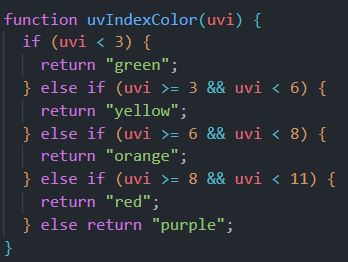 function uvIndexColor(uvi) {
  if (uvi < 3) {
    return "green";
  } else if (uvi >= 3 && uvi < 6) {
    return "yellow";
  } else if (uvi >= 6 && uvi < 8) {
    return "orange";
  } else if (uvi >= 8 && uvi < 11) {
    return "red";
  } else return "purple";
}